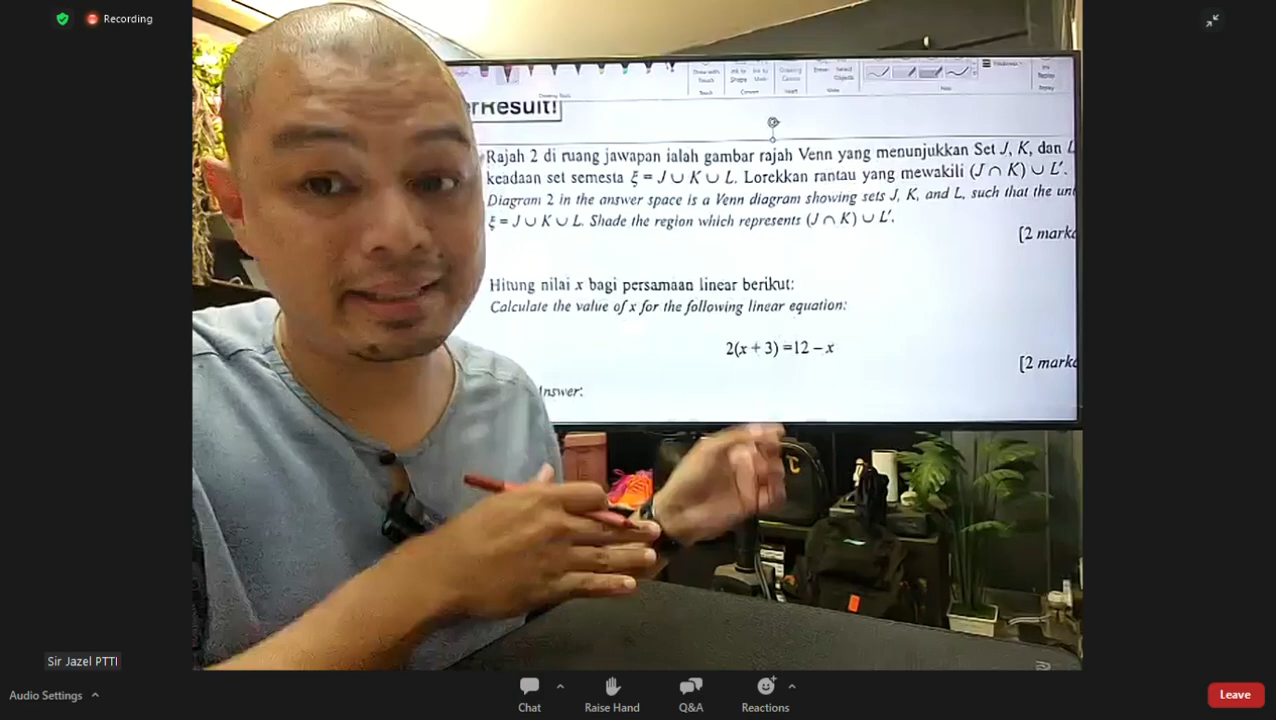 Recording
erResult!
Rajah 2 di ruang jawapan ialah gambar rajah Venn yang menunjukkan Set J, K, dan L
keadaan set semesta ξ = J ∪ K ∪ L. Lorekkan rantau yang mewakili (J ∩ K) ∪ L'.
Diagram 2 in the answer space is a Venn diagram showing sets J, K, and L, such that the uni
ξ = J ∪ K ∪ L. Shade the region which represents (J ∩ K) ∪ L'.
[2 marka
Hitung nilai x bagi persamaan linear berikut:
Calculate the value of x for the following linear equation:
2(x + 3) =12 – x
[2 marka
Answer:
Sir Jazel PTTI
Audio Settings
Chat
Raise Hand
Q&A
Reactions
Leave